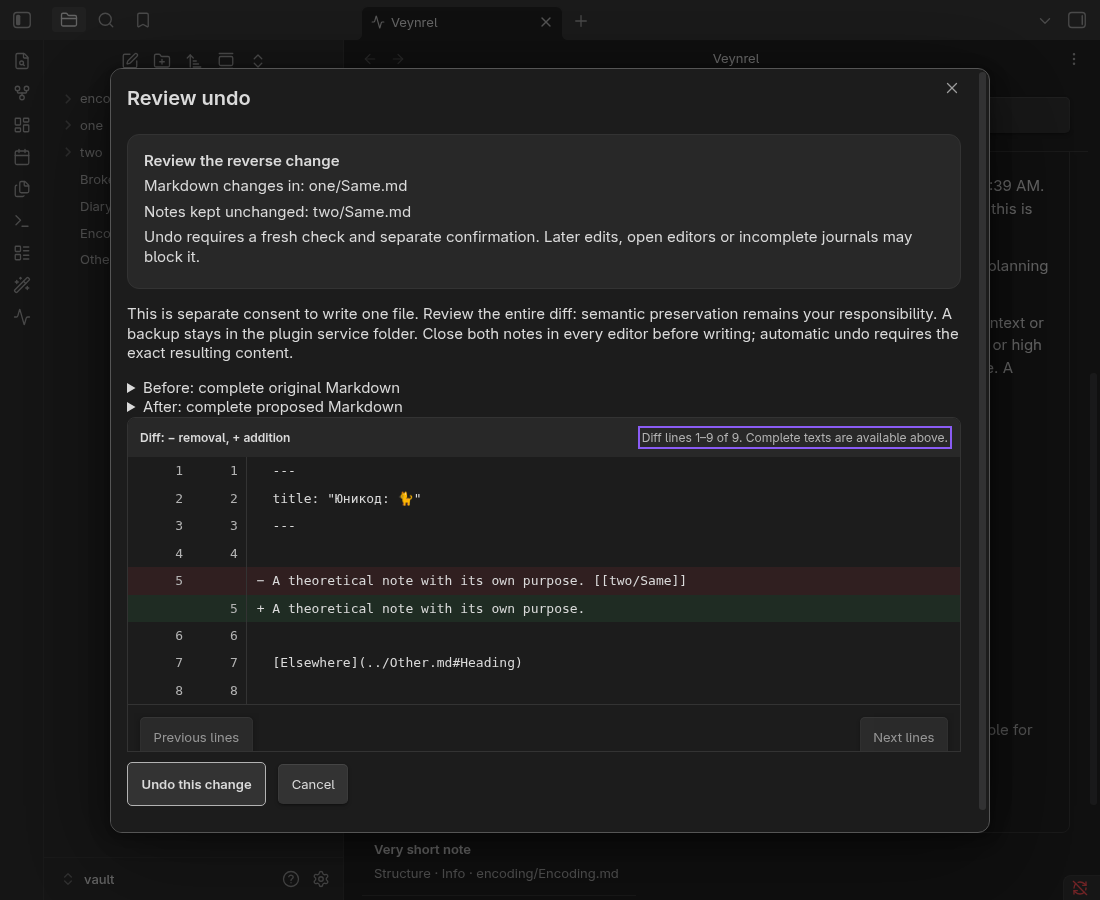 Veynrel
Veynrel
enco
one
two
Brok
Diary
Enco
Othe
Review undo
Review the reverse change
Markdown changes in: one/Same.md
Notes kept unchanged: two/Same.md
Undo requires a fresh check and separate confirmation. Later edits, open editors or incomplete journals may
block it.
:39 AM.
this is
planning
ntext or
or high
e. A
ble for
This is separate consent to write one file. Review the entire diff: semantic preservation remains your responsibility. A
backup stays in the plugin service folder. Close both notes in every editor before writing; automatic undo requires the
exact resulting content.
Before: complete original Markdown
After: complete proposed Markdown
Diff: − removal, + addition
Diff lines 1–9 of 9. Complete texts are available above.
1 1 ---
2 2 title: "Юникод: 🐈"
3 3 ---
4 4
5 − A theoretical note with its own purpose. [[two/Same]]
5 + A theoretical note with its own purpose.
6 6
7 7 [Elsewhere](../Other.md#Heading)
8 8
Previous lines
Next lines
Undo this change
Cancel
Very short note
Structure · Info · encoding/Encoding.md
vault